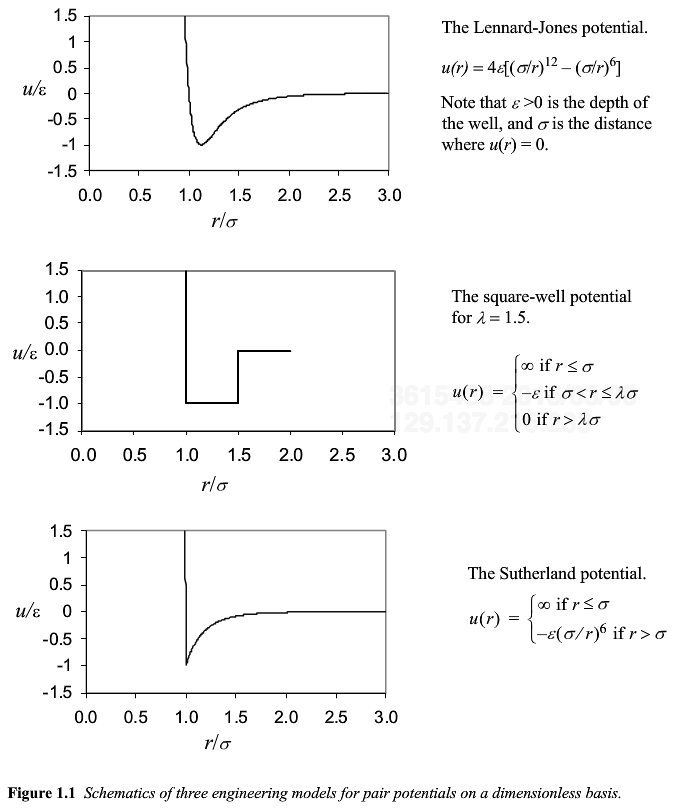 1.5
1
0.5
0
-0.5
-1
-1.5
u/ε
0.0 0.5 1.0 1.5 2.0 2.5 3.0
r/σ
The Lennard-Jones potential.
u(r) = 4ε[(σ/r)¹² – (σ/r)⁶]
Note that ε >0 is the depth of
the well, and σ is the distance
where u(r) = 0.
1.5
1.0
0.5
0.0
-0.5
-1.0
-1.5
u/ε
0.0 0.5 1.0 1.5 2.0 2.5 3.0
r/σ
The square-well potential
for λ = 1.5.
u(r) = { ∞ if r ≤ σ
–ε if σ < r ≤ λσ
0 if r > λσ
1.5
1
0.5
0
-0.5
-1
-1.5
u/ε
0.0 0.5 1.0 1.5 2.0 2.5 3.0
r/σ
The Sutherland potential.
u(r) = { ∞ if r ≤ σ
–ε(σ/r)⁶ if r > σ
Figure 1.1 Schematics of three engineering models for pair potentials on a dimensionless basis.